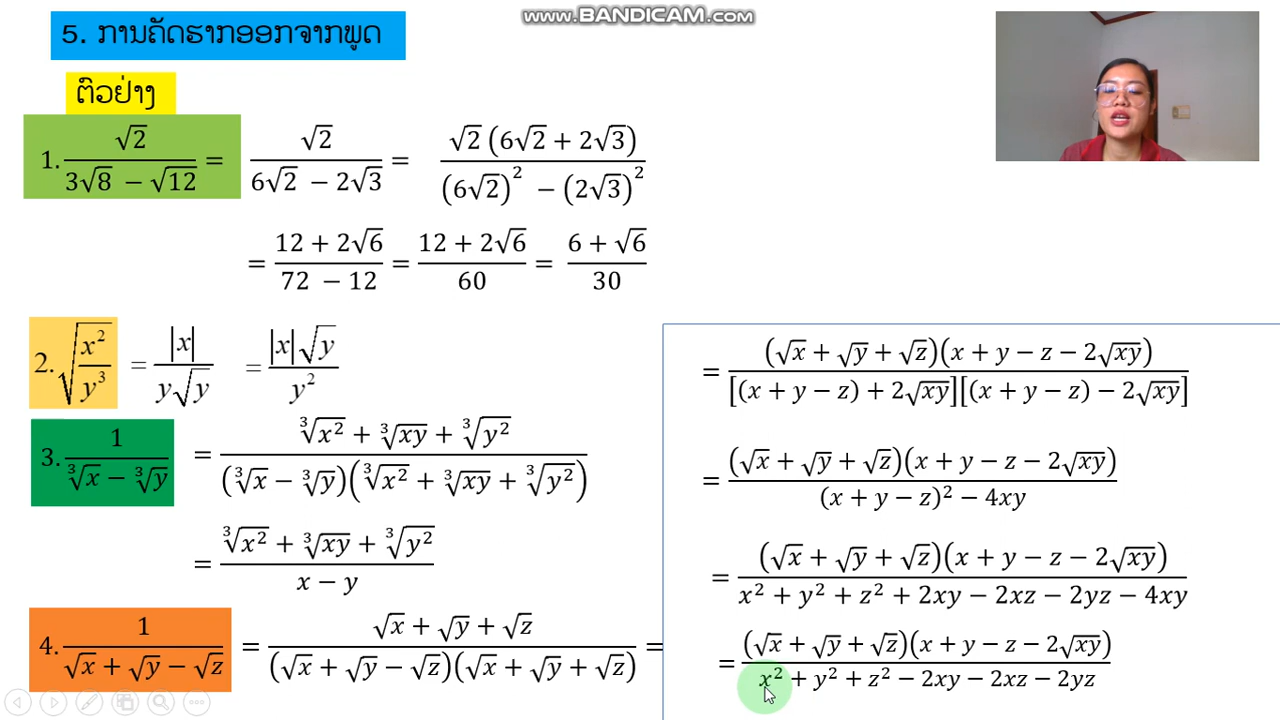 www.BANDICAM.com
5. ການຄັດຮາກອອກຈາກພູດ
ຕົວຢ່າງ
1. √2/(3√8 − √12) = √2/(6√2 − 2√3) = √2(6√2 + 2√3)/((6√2)² − (2√3)²)
= (12 + 2√6)/(72 − 12) = (12 + 2√6)/60 = (6 + √6)/30
2. √(x²/y³) = |x|/(y√y) = |x|√y/y²
3. 1/(∛x − ∛y) = (∛x² + ∛xy + ∛y²)/((∛x − ∛y)(∛x² + ∛xy + ∛y²))
= (∛x² + ∛xy + ∛y²)/(x − y)
4. 1/(√x + √y − √z) = (√x + √y + √z)/((√x + √y − √z)(√x + √y + √z)) =
= (√x + √y + √z)(x + y − z − 2√xy)/([(x + y − z) + 2√xy][(x + y − z) − 2√xy])
= (√x + √y + √z)(x + y − z − 2√xy)/((x + y − z)² − 4xy)
= (√x + √y + √z)(x + y − z − 2√xy)/(x² + y² + z² + 2xy − 2xz − 2yz − 4xy)
= (√x + √y + √z)(x + y − z − 2√xy)/(x² + y² + z² − 2xy − 2xz − 2yz)